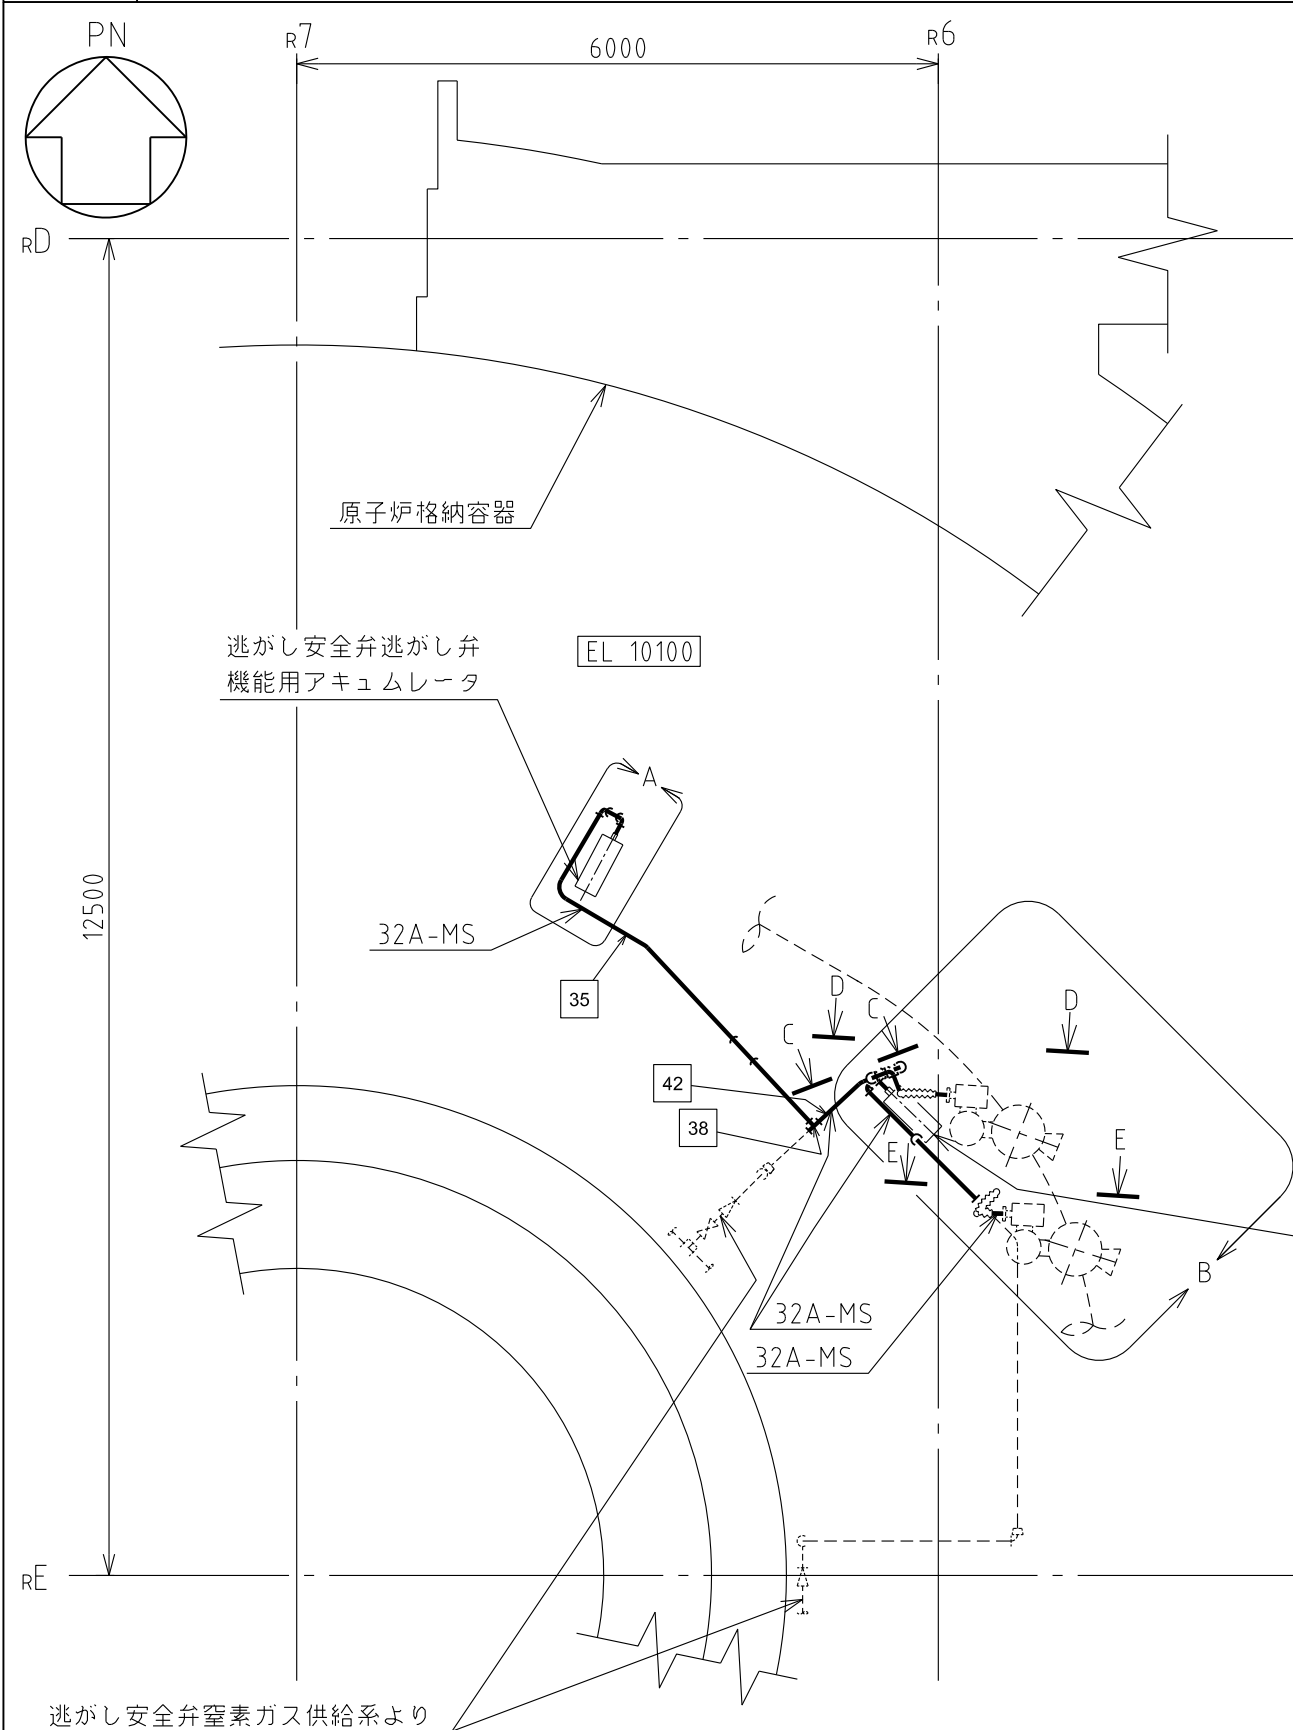 PN
R7
6000
R6
RD
原子炉格納容器
逃がし安全弁逃がし弁
機能用アキュムレータ
EL 10100
A
12500
32A-MS
35
D
C
D
C
42
38
E
E
B
32A-MS
32A-MS
RE
逃がし安全弁窒素ガス供給系より